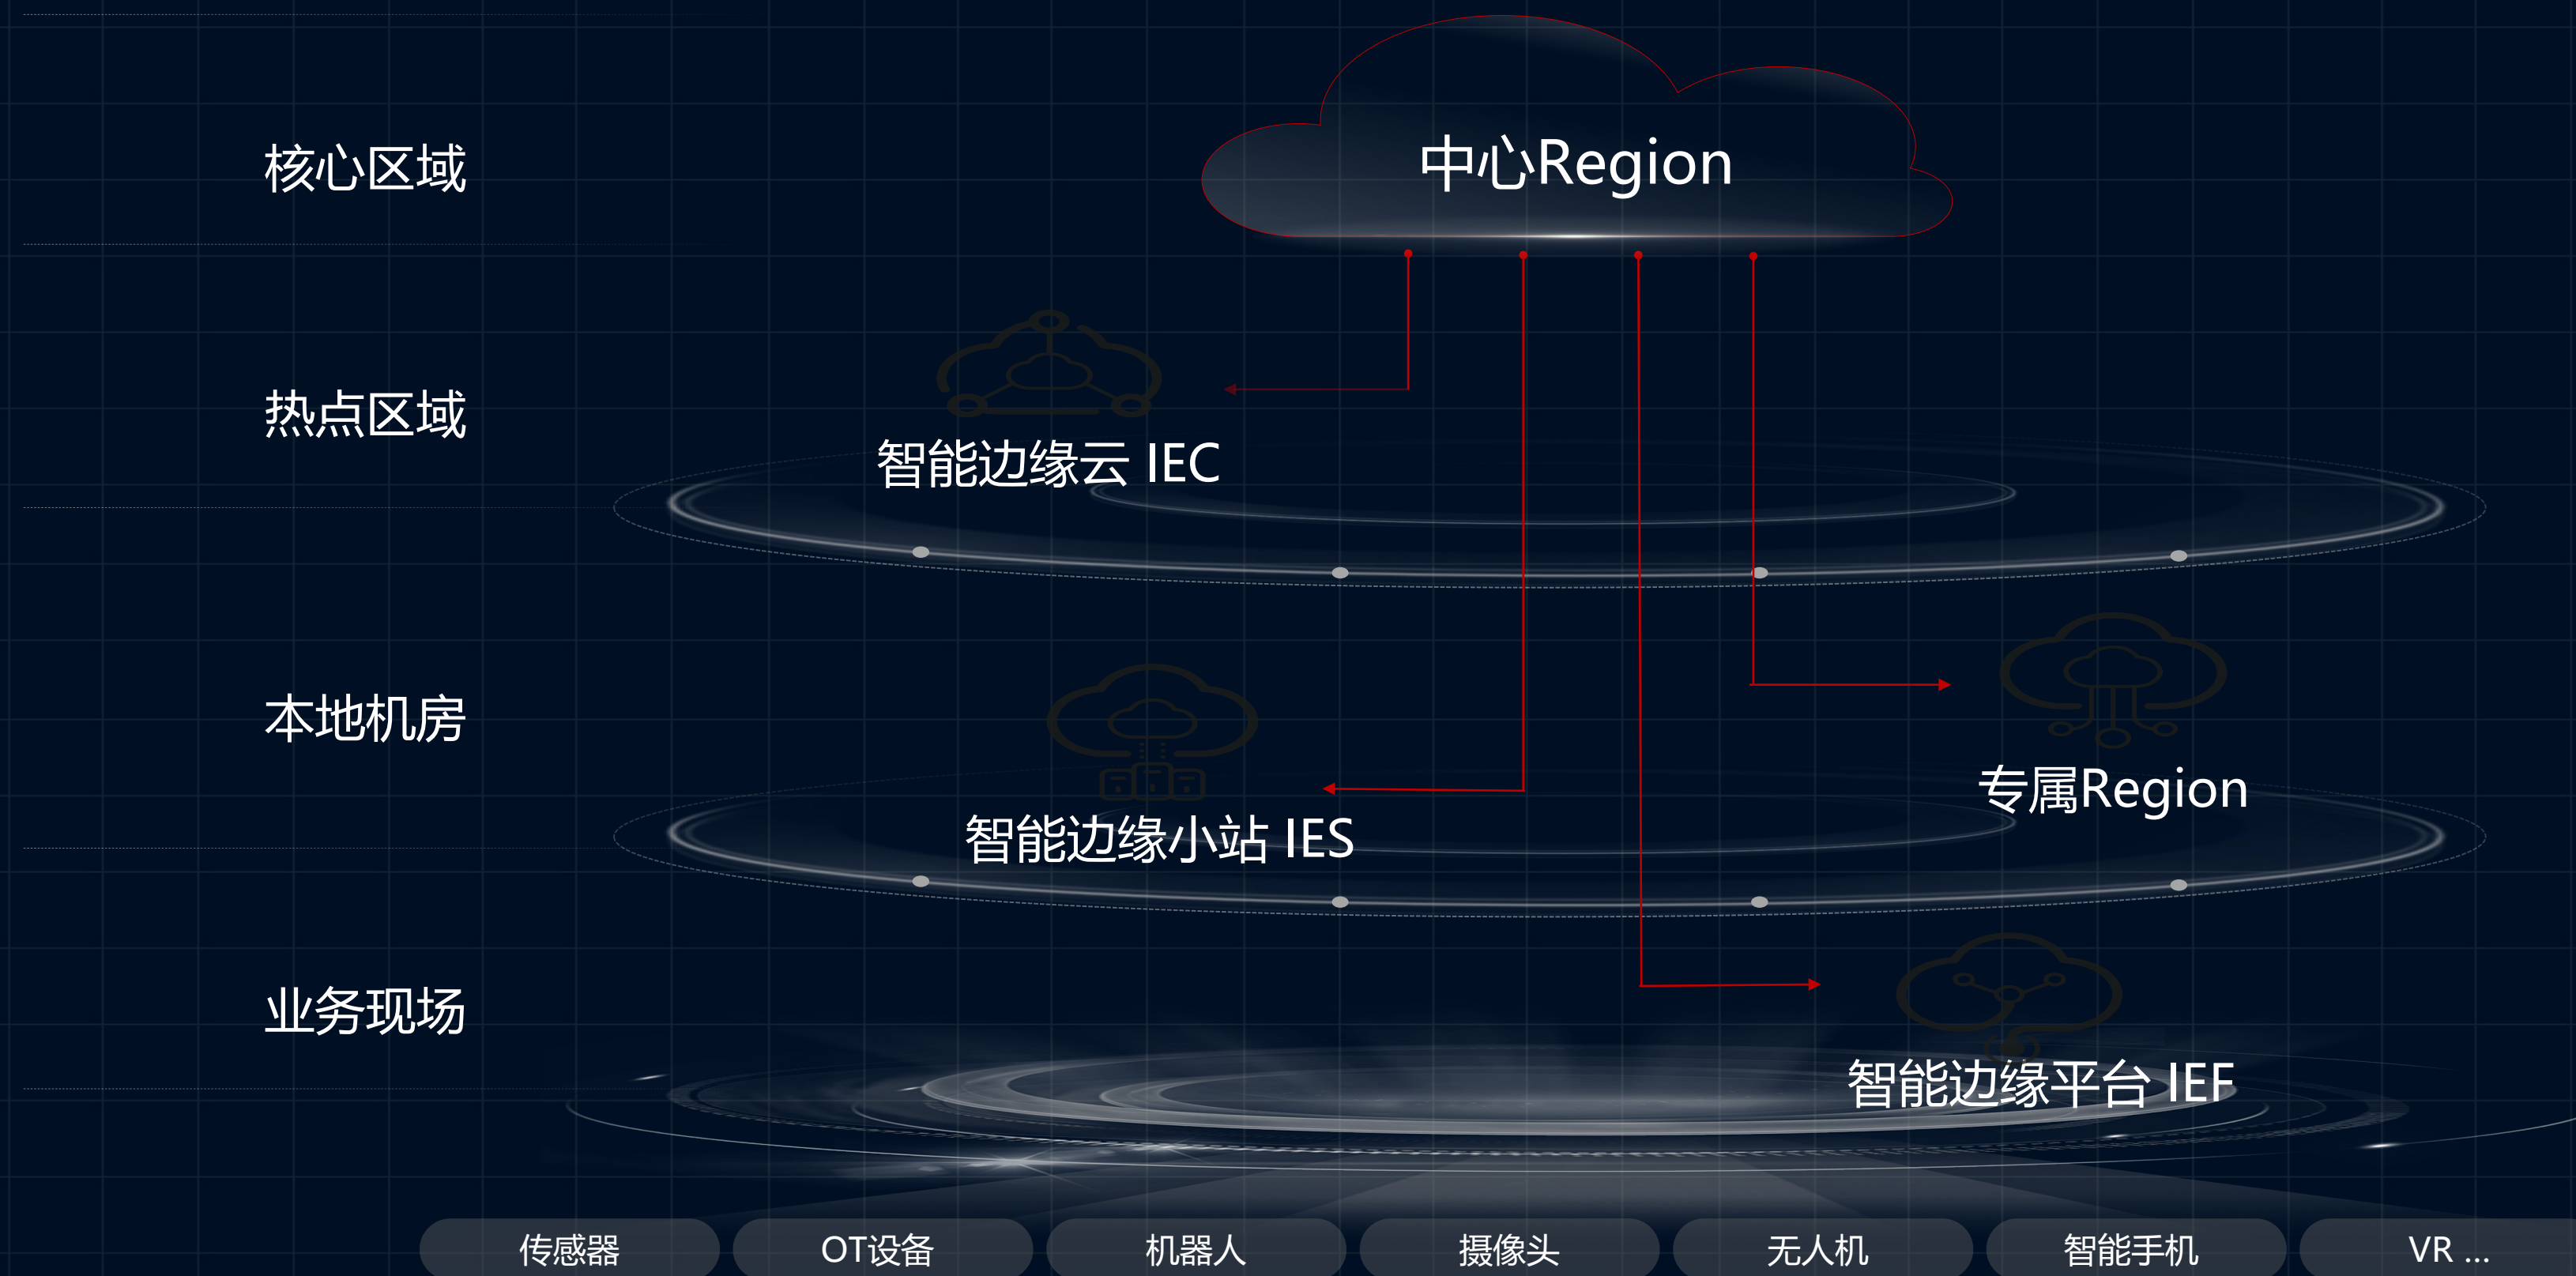 核心区域
中心Region
热点区域
智能边缘云 IEC
本地机房
专属Region
智能边缘小站 IES
业务现场
智能边缘平台 IEF
传感器
OT设备
机器人
摄像头
无人机
智能手机
VR ...